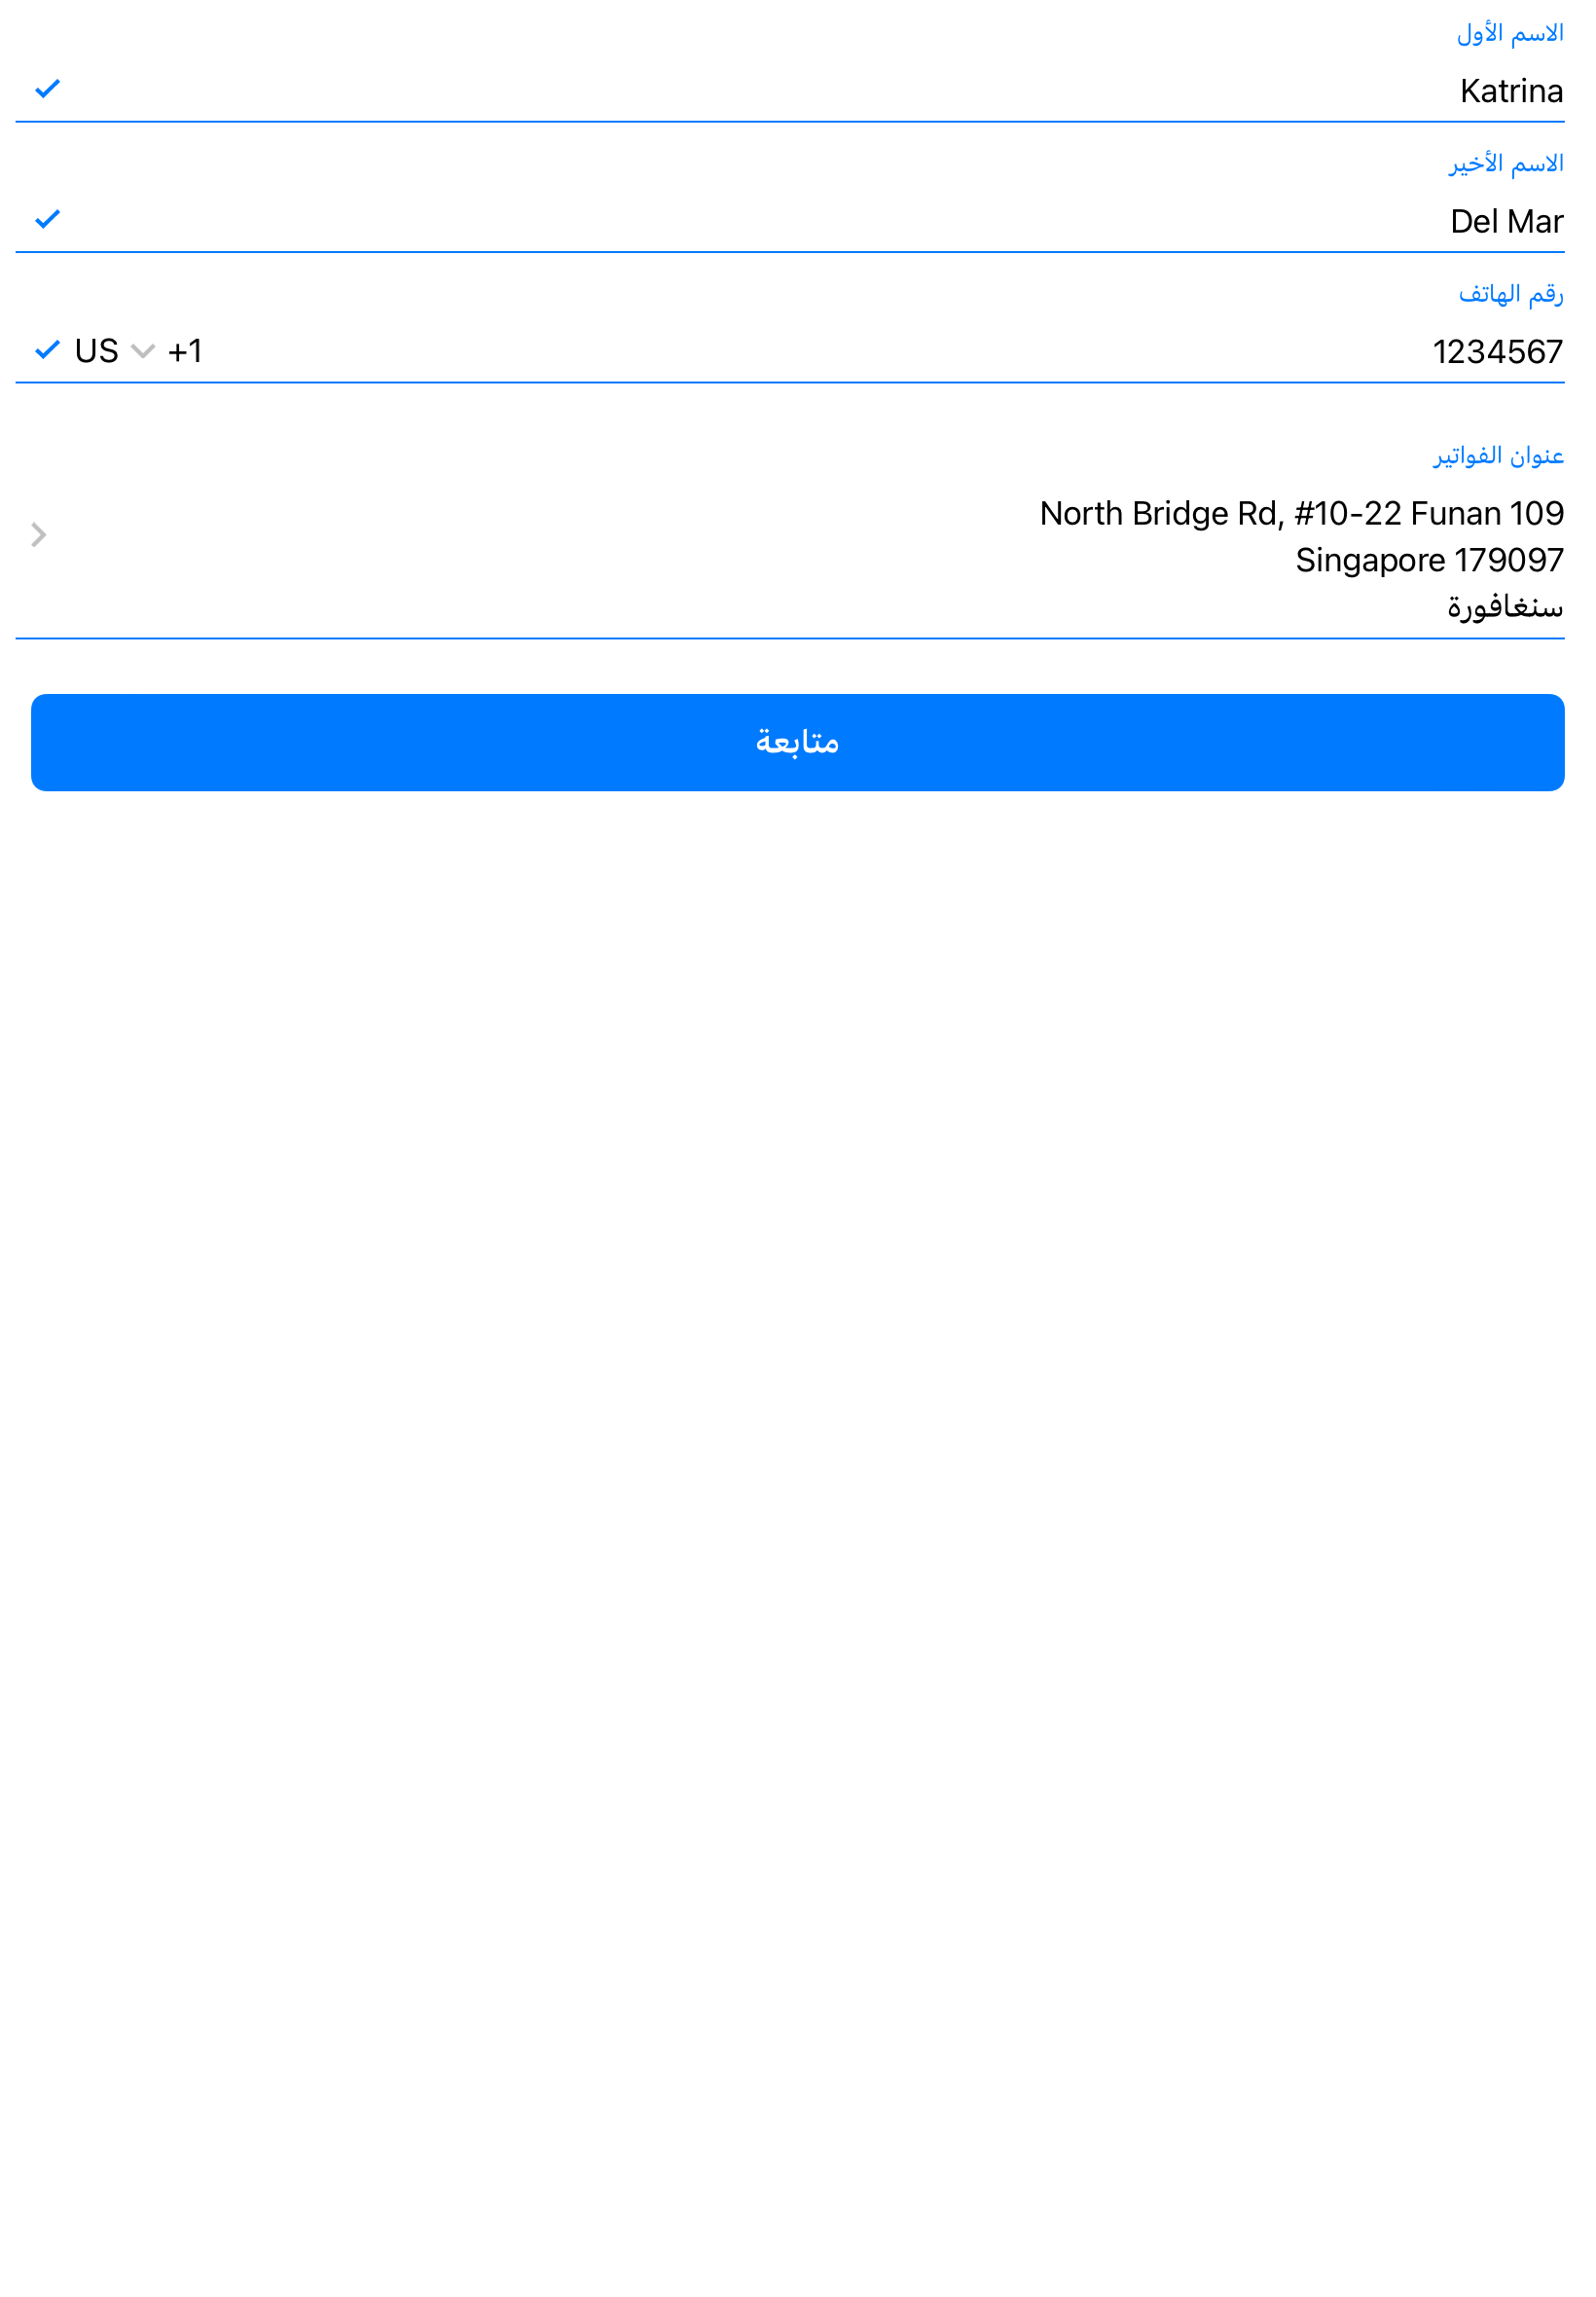 الاسم الأول
Katrina
الاسم الأخير
Del Mar
رقم الهاتف
1234567
US +1
عنوان الفواتير
North Bridge Rd, #10-22 Funan 109
Singapore 179097
سنغافورة
متابعة